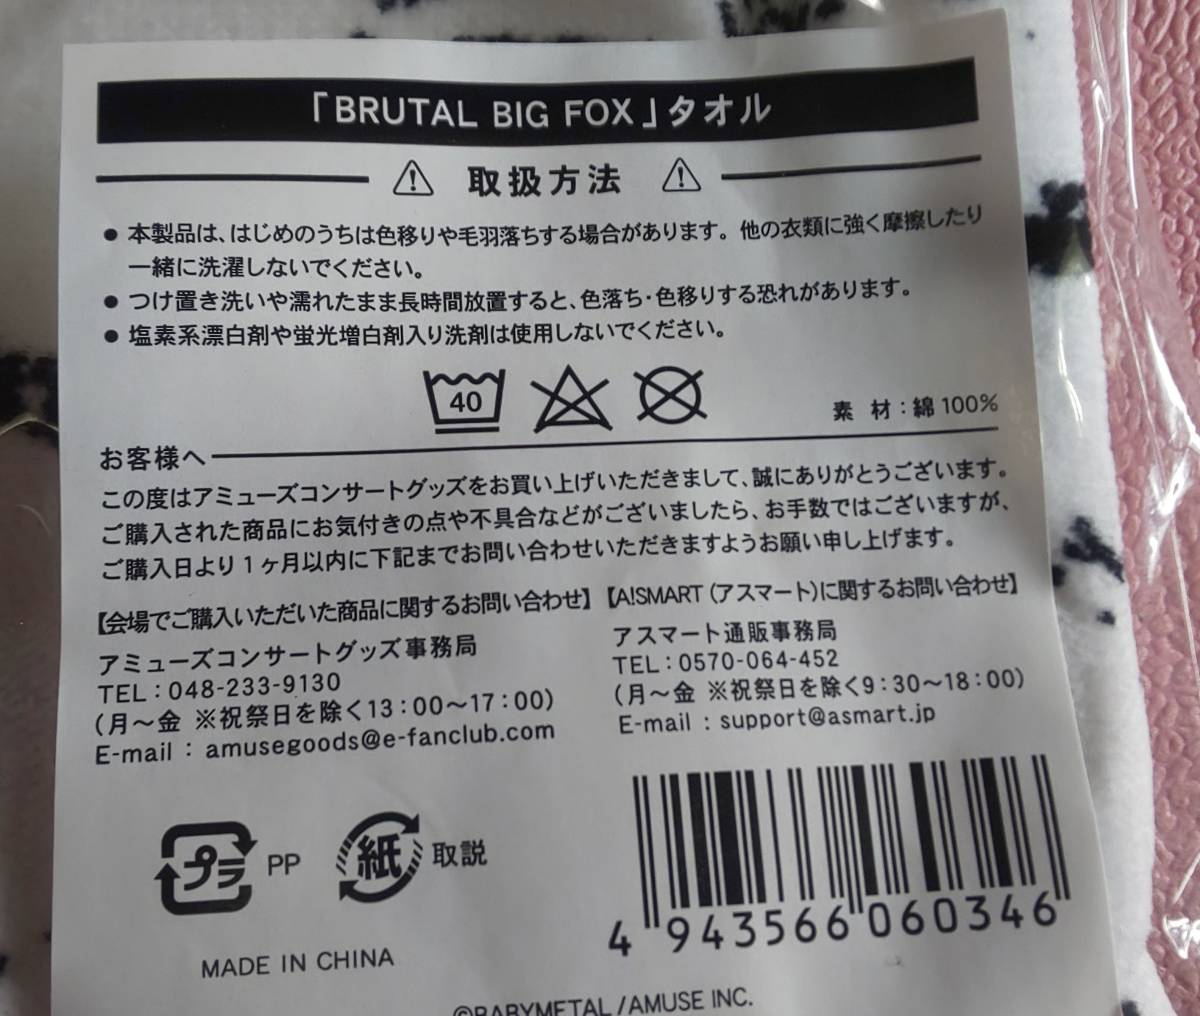 「BRUTAL BIG FOX」タオル
取扱方法
● 本製品は、はじめのうちは色移りや毛羽落ちする場合があります。他の衣類に強く摩擦したり
一緒に洗濯しないでください。
● つけ置き洗いや濡れたまま長時間放置すると、色落ち・色移りする恐れがあります。
● 塩素系漂白剤や蛍光増白剤入り洗剤は使用しないでください。
40
素 材：綿 100%
お客様へ
この度はアミューズコンサートグッズをお買い上げいただきまして、誠にありがとうございます。
ご購入された商品にお気付きの点や不具合などがございましたら、お手数ではございますが、
ご購入日より1ヶ月以内に下記までお問い合わせいただきますようお願い申し上げます。
【会場でご購入いただいた商品に関するお問い合わせ】
アミューズコンサートグッズ事務局
TEL：048-233-9130
（月～金 ※祝祭日を除く13：00～17：00）
E-mail : amusegoods@e-fanclub.com
【A!SMART（アスマート）に関するお問い合わせ】
アスマート通販事務局
TEL：0570-064-452
（月～金 ※祝祭日を除く9：30～18：00）
E-mail : support@asmart.jp
プラ PP
紙 取説
4 943566 060346
MADE IN CHINA
©BABYMETAL /AMUSE INC.